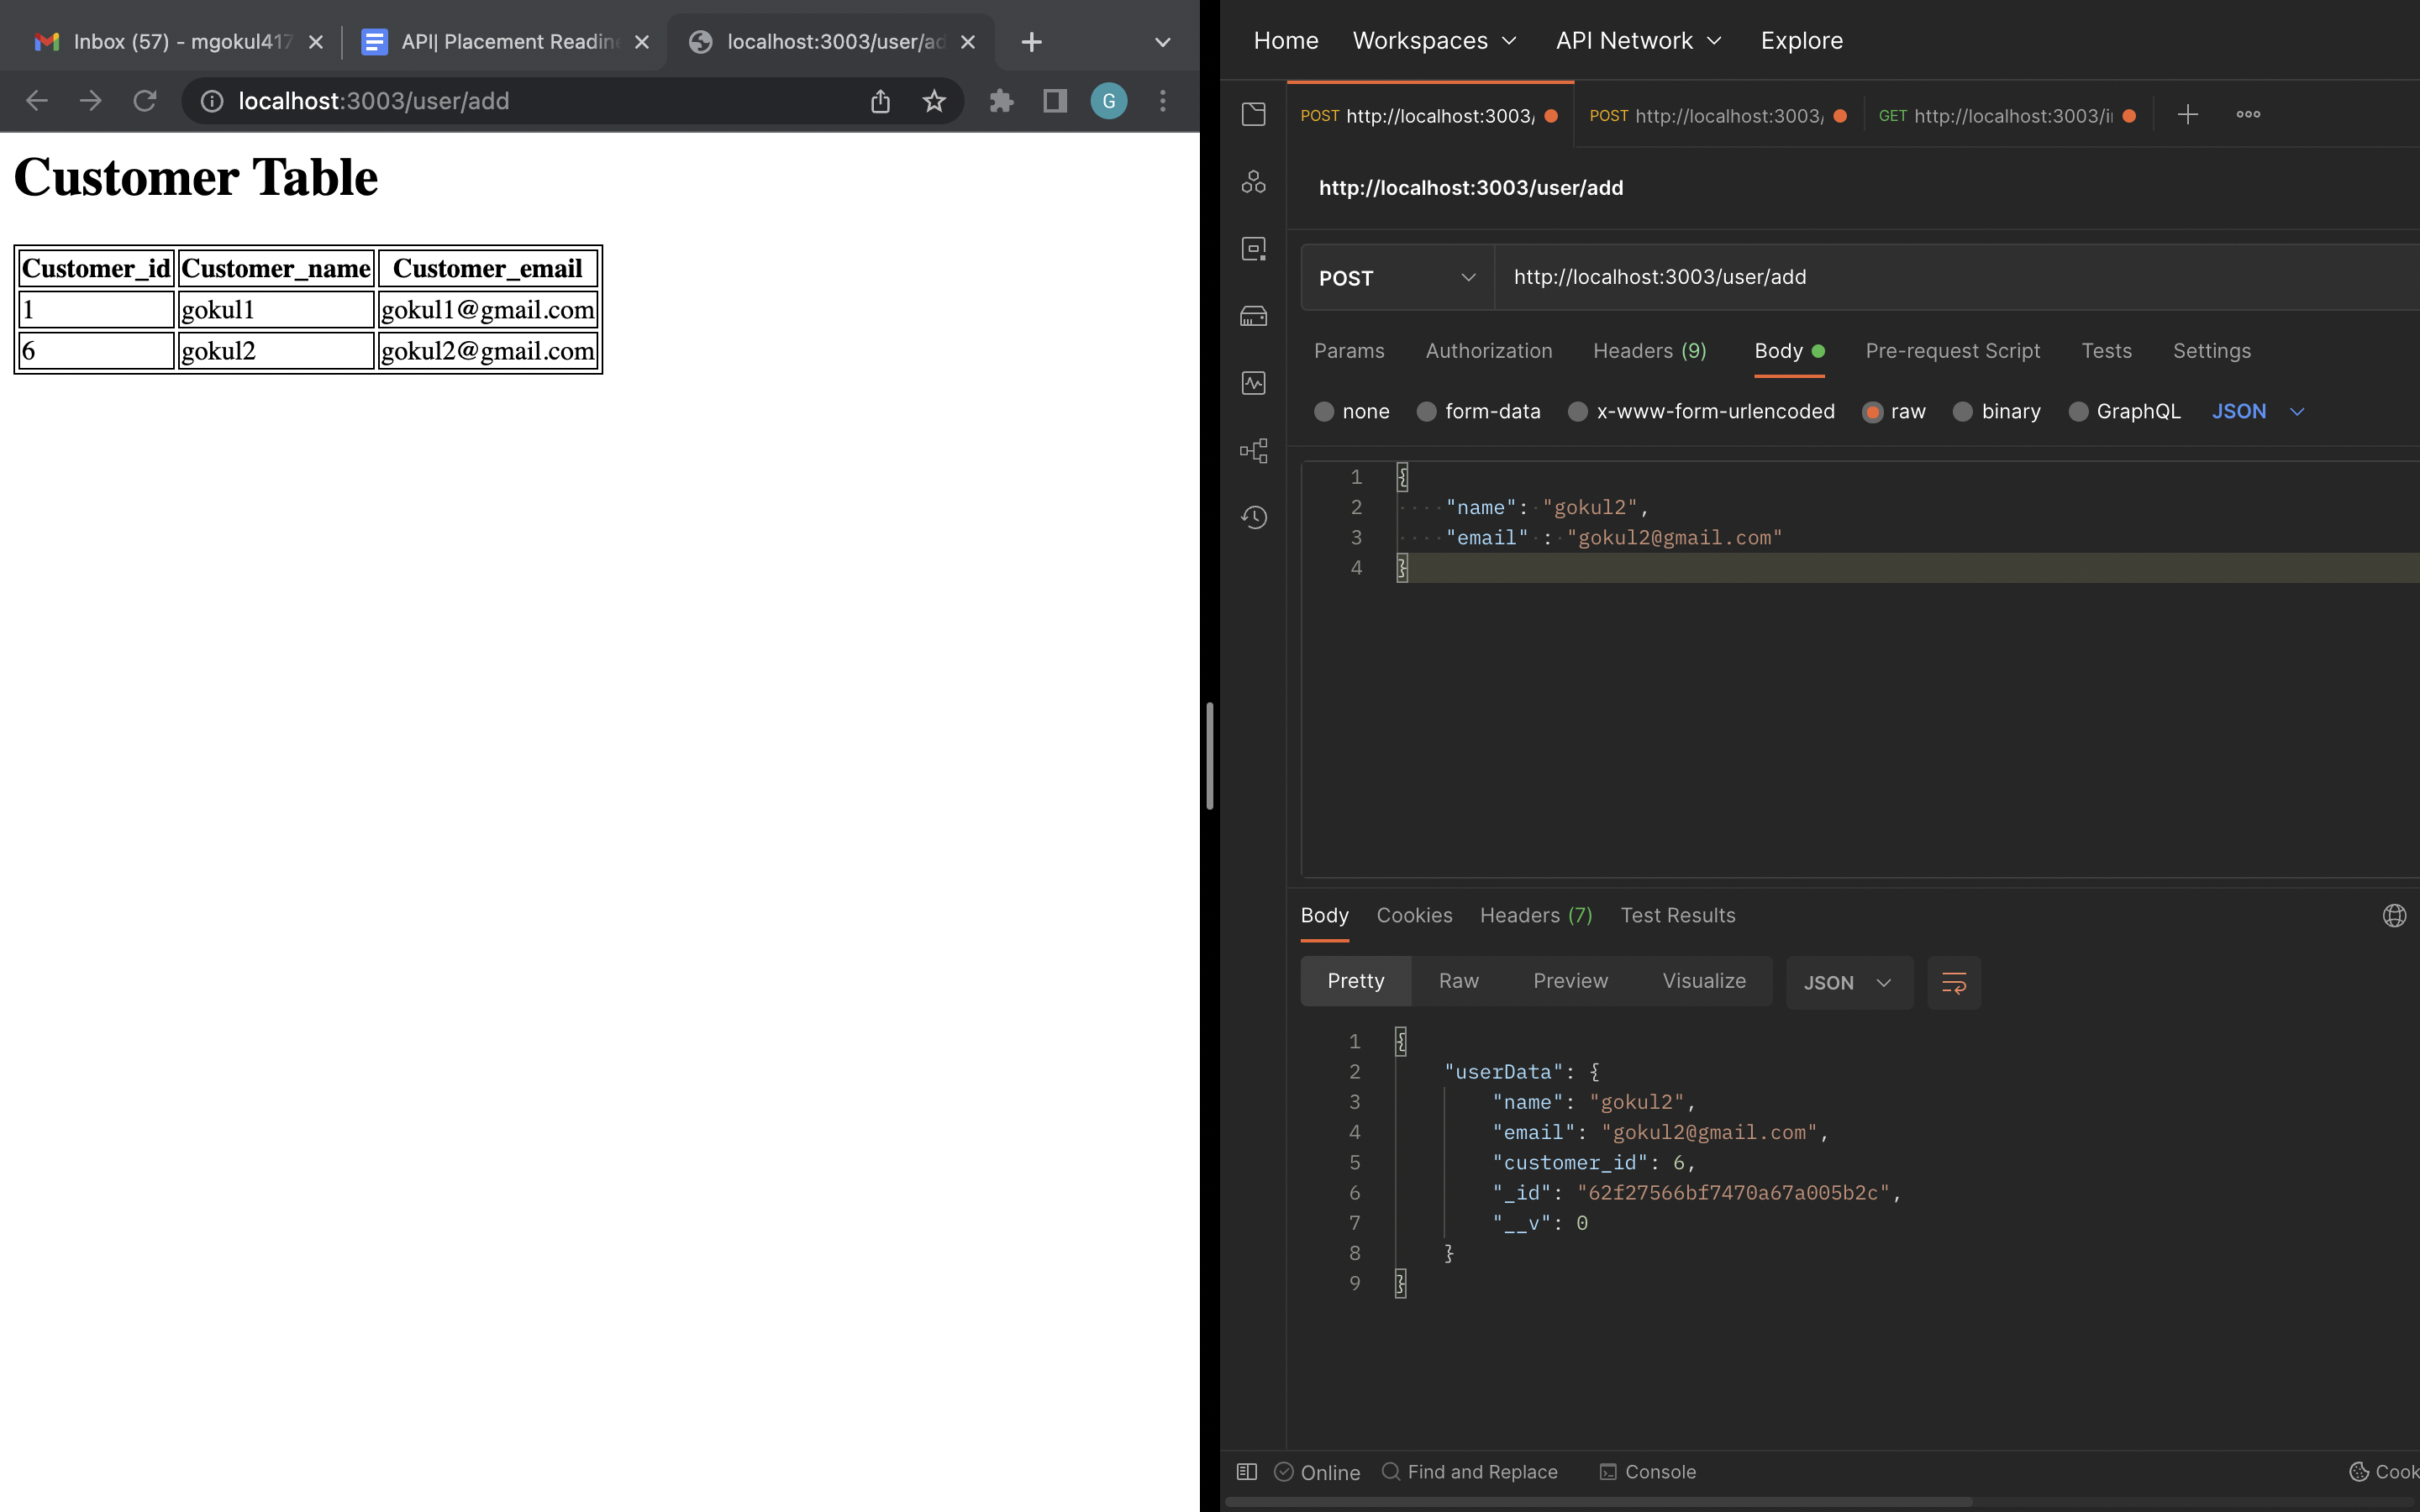 Inbox (57) - mgokul417
API| Placement Readine
localhost:3003/user/ad
localhost:3003/user/add
G
Customer Table
Customer_id Customer_name Customer_email
1 gokul1 gokul1@gmail.com
6 gokul2 gokul2@gmail.com
Home Workspaces API Network Explore
POST http://localhost:3003/ POST http://localhost:3003/ GET http://localhost:3003/i
http://localhost:3003/user/add
POST http://localhost:3003/user/add
Params Authorization Headers (9) Body Pre-request Script Tests Settings
none form-data x-www-form-urlencoded raw binary GraphQL JSON
1 {
2 "name": "gokul2",
3 "email" : "gokul2@gmail.com"
4 }
Body Cookies Headers (7) Test Results
Pretty Raw Preview Visualize JSON
1 {
2 "userData": {
3 "name": "gokul2",
4 "email": "gokul2@gmail.com",
5 "customer_id": 6,
6 "_id": "62f27566bf7470a67a005b2c",
7 "__v": 0
8 }
9 }
Online Find and Replace Console Cook